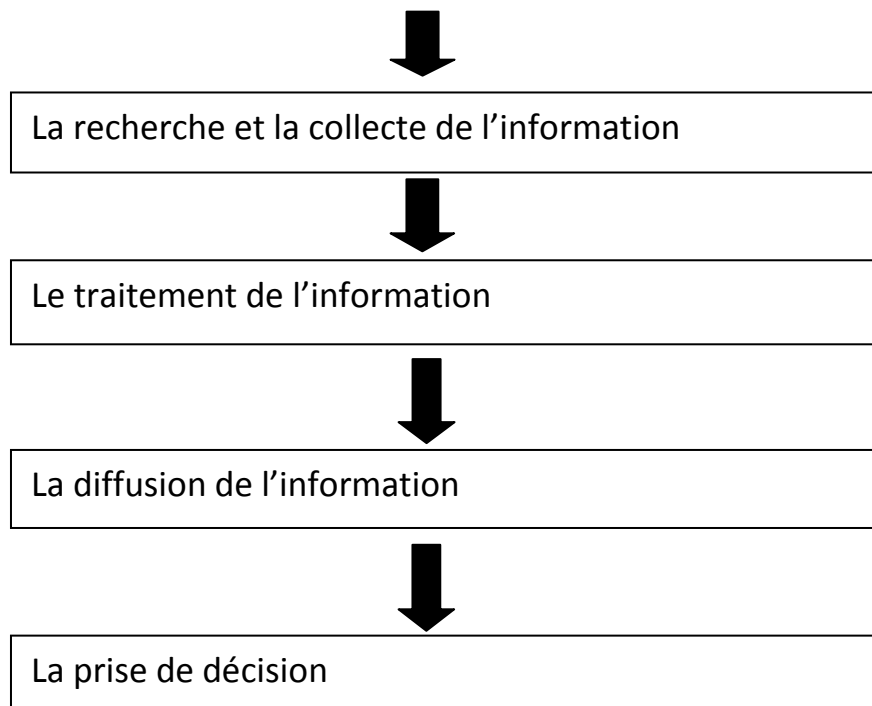 La recherche et la collecte de l’information
Le traitement de l’information
La diffusion de l’information
La prise de décision